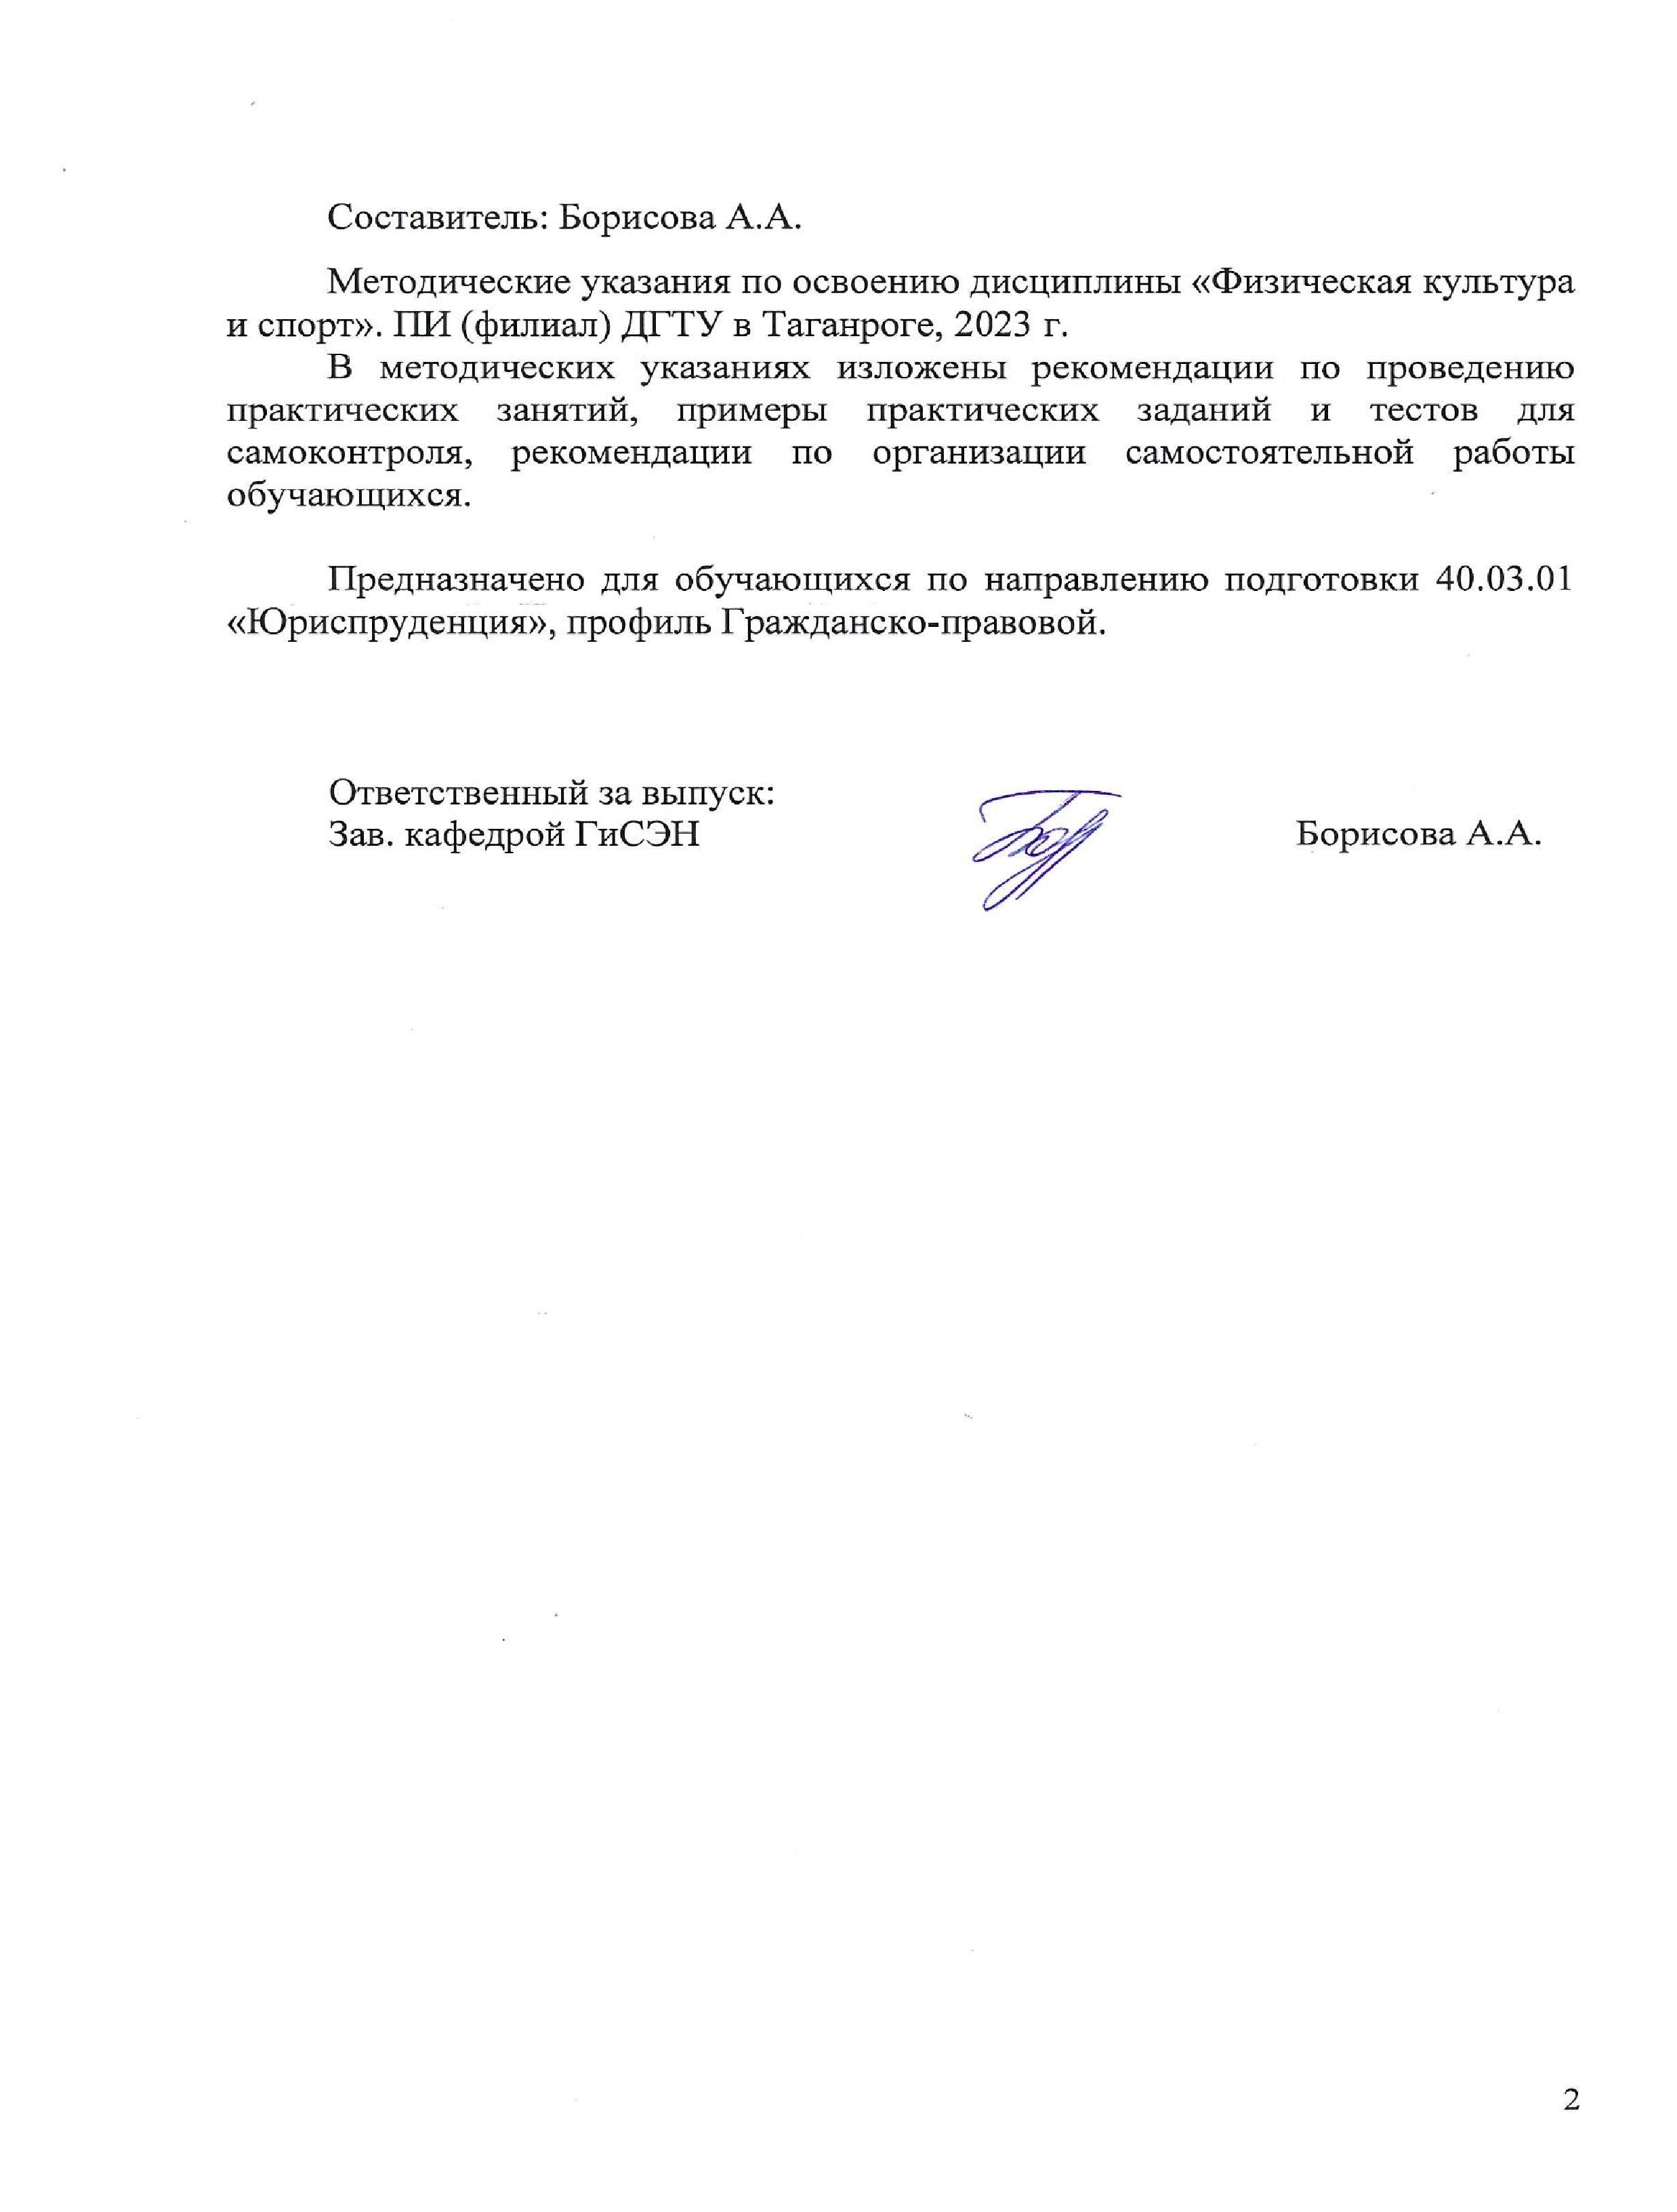 Составитель: Борисова А.А.
Методические указания по освоению дисциплины «Физическая культура
и спорт». ПИ (филиал) ДГТУ в Таганроге, 2023 г.
В методических указаниях изложены рекомендации по проведению
практических занятий, примеры практических заданий и тестов для
самоконтроля, рекомендации по организации самостоятельной работы
обучающихся.
Предназначено для обучающихся по направлению подготовки 40.03.01
«Юриспруденция», профиль Гражданско-правовой.
Ответственный за выпуск:
Зав. кафедрой ГиСЭН Борисова А.А.
2